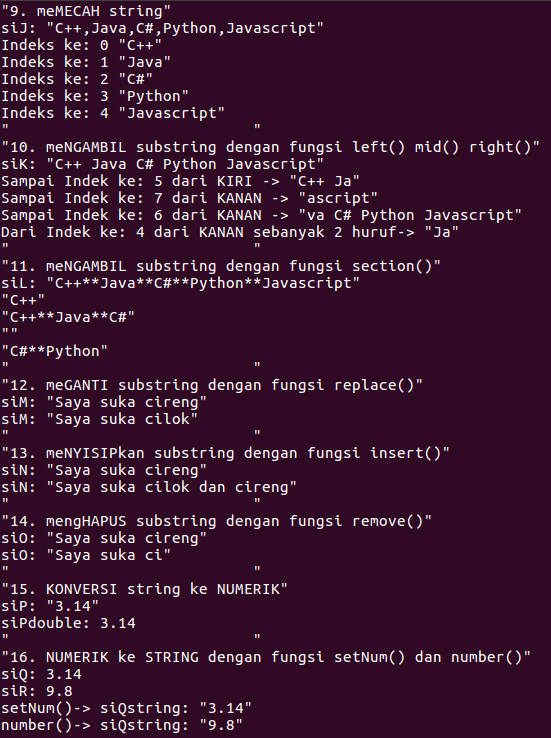 "9. meMECAH string"
siJ: "C++,Java,C#,Python,Javascript"
Indeks ke: 0 "C++"
Indeks ke: 1 "Java"
Indeks ke: 2 "C#"
Indeks ke: 3 "Python"
Indeks ke: 4 "Javascript"
"                             "
"10. meNGAMBIL substring dengan fungsi left() mid() right()"
siK: "C++ Java C# Python Javascript"
Sampai Indek ke: 5 dari KIRI -> "C++ Ja"
Sampai Indek ke: 7 dari KANAN -> "ascript"
Sampai Indek ke: 6 dari KANAN -> "va C# Python Javascript"
Dari Indek ke: 4 dari KANAN sebanyak 2 huruf-> "Ja"
"                             "
"11. meNGAMBIL substring dengan fungsi section()"
siL: "C++**Java**C#**Python**Javascript"
"C++"
"C++**Java**C#"
""
"C#**Python"
"                             "
"12. meGANTI substring dengan fungsi replace()"
siM: "Saya suka cireng"
siM: "Saya suka cilok"
"                             "
"13. meNYISIPkan substring dengan fungsi insert()"
siN: "Saya suka cireng"
siN: "Saya suka cilok dan cireng"
"                             "
"14. mengHAPUS substring dengan fungsi remove()"
siO: "Saya suka cireng"
siO: "Saya suka ci"
"                             "
"15. KONVERSI string ke NUMERIK"
siP: "3.14"
siPdouble: 3.14
"                             "
"16. NUMERIK ke STRING dengan fungsi setNum() dan number()"
siQ: 3.14
siR: 9.8
setNum()-> siQstring: "3.14"
number()-> siQstring: "9.8"